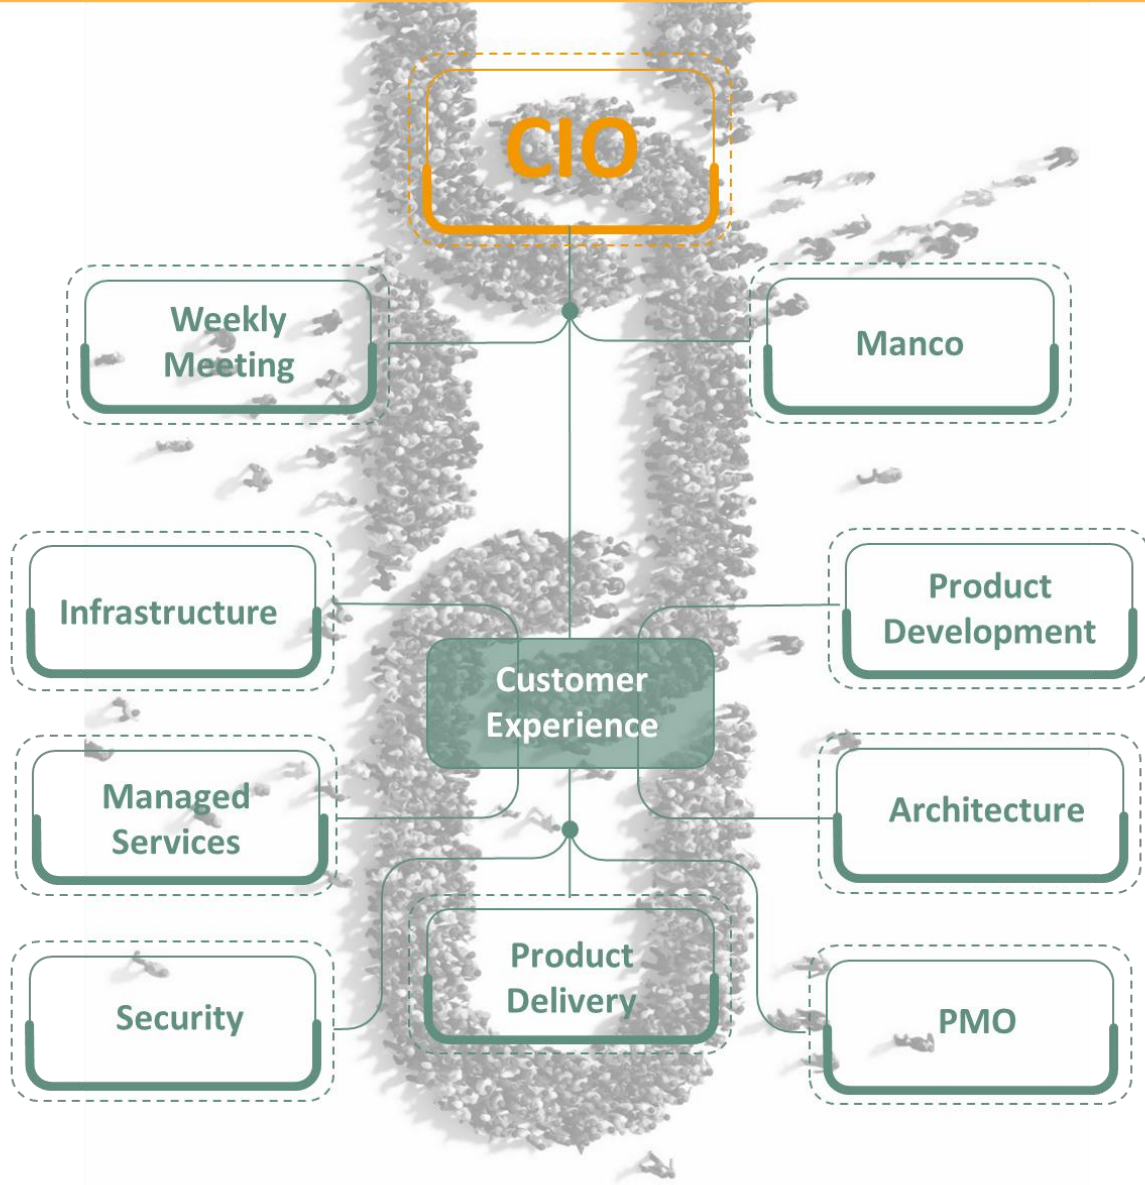 CIO
Weekly
Meeting
Manco
Infrastructure
Product
Development
Customer
Experience
Managed
Services
Architecture
Product
Delivery
Security
PMO